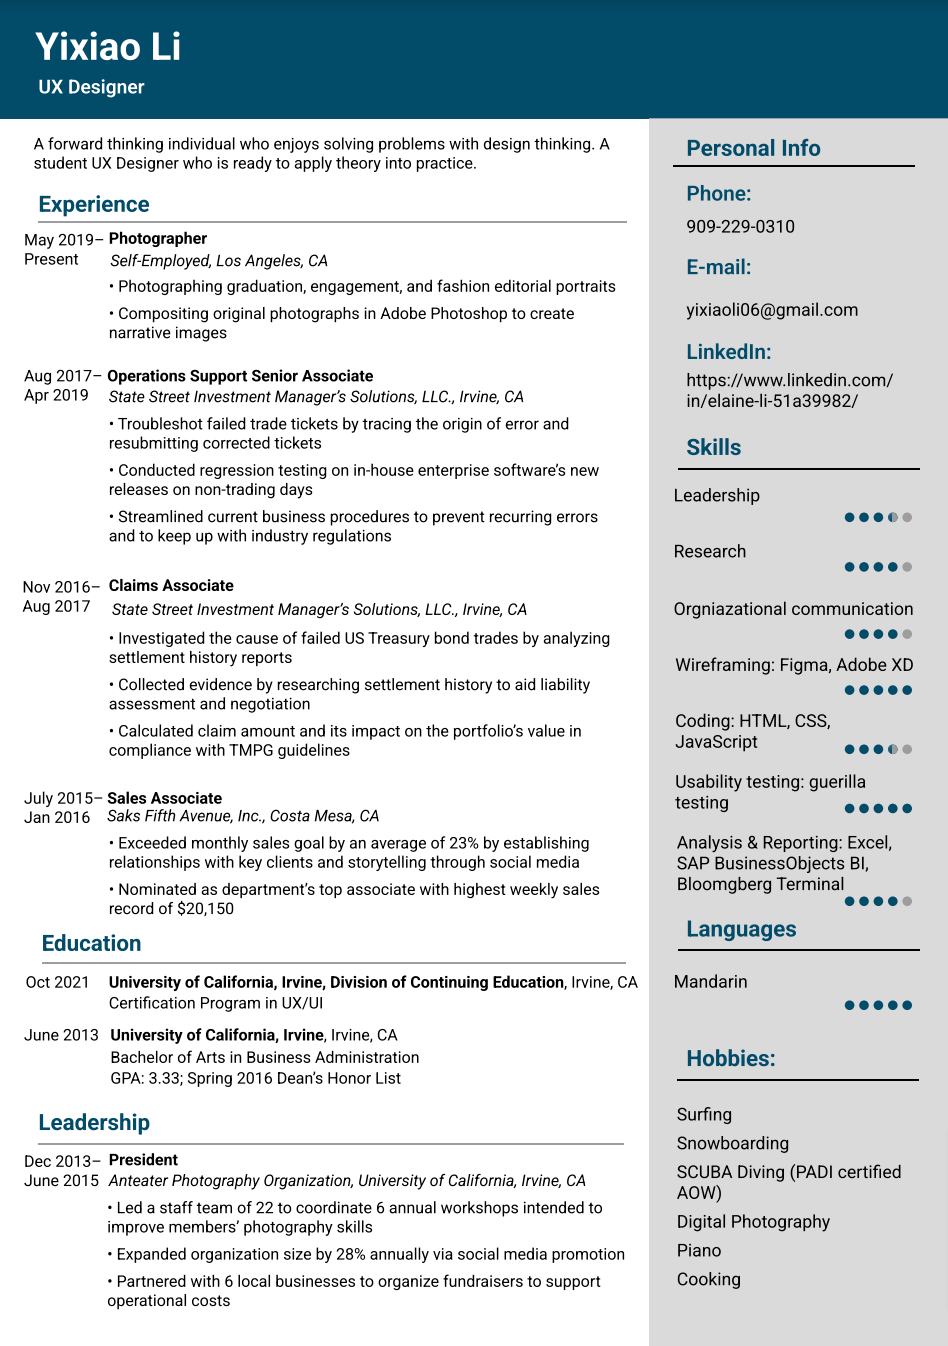 Yixiao Li
UX Designer
A forward thinking individual who enjoys solving problems with design thinking. A
student UX Designer who is ready to apply theory into practice.
Experience
May 2019– Photographer
Present
Self-Employed, Los Angeles, CA
• Photographing graduation, engagement, and fashion editorial portraits
• Compositing original photographs in Adobe Photoshop to create
narrative images
Aug 2017– Operations Support Senior Associate
Apr 2019 State Street Investment Manager’s Solutions, LLC., Irvine, CA
• Troubleshot failed trade tickets by tracing the origin of error and
resubmitting corrected tickets
• Conducted regression testing on in-house enterprise software’s new
releases on non-trading days
• Streamlined current business procedures to prevent recurring errors
and to keep up with industry regulations
Nov 2016– Claims Associate
Aug 2017 State Street Investment Manager’s Solutions, LLC., Irvine, CA
• Investigated the cause of failed US Treasury bond trades by analyzing
settlement history reports
• Collected evidence by researching settlement history to aid liability
assessment and negotiation
• Calculated claim amount and its impact on the portfolio’s value in
compliance with TMPG guidelines
July 2015– Sales Associate
Jan 2016 Saks Fifth Avenue, Inc., Costa Mesa, CA
• Exceeded monthly sales goal by an average of 23% by establishing
relationships with key clients and storytelling through social media
• Nominated as department’s top associate with highest weekly sales
record of $20,150
Education
Oct 2021 University of California, Irvine, Division of Continuing Education, Irvine, CA
Certification Program in UX/UI
June 2013 University of California, Irvine, Irvine, CA
Bachelor of Arts in Business Administration
GPA: 3.33; Spring 2016 Dean’s Honor List
Leadership
Dec 2013– President
June 2015 Anteater Photography Organization, University of California, Irvine, CA
• Led a staff team of 22 to coordinate 6 annual workshops intended to
improve members’ photography skills
• Expanded organization size by 28% annually via social media promotion
• Partnered with 6 local businesses to organize fundraisers to support
operational costs
Personal Info
Phone:
909-229-0310
E-mail:
yixiaoli06@gmail.com
LinkedIn:
https://www.linkedin.com/
in/elaine-li-51a39982/
Skills
Leadership
Research
Orgniazational communication
Wireframing: Figma, Adobe XD
Coding: HTML, CSS,
JavaScript
Usability testing: guerilla
testing
Analysis & Reporting: Excel,
SAP BusinessObjects BI,
Bloomgberg Terminal
Languages
Mandarin
Hobbies:
Surfing
Snowboarding
SCUBA Diving (PADI certified
AOW)
Digital Photography
Piano
Cooking